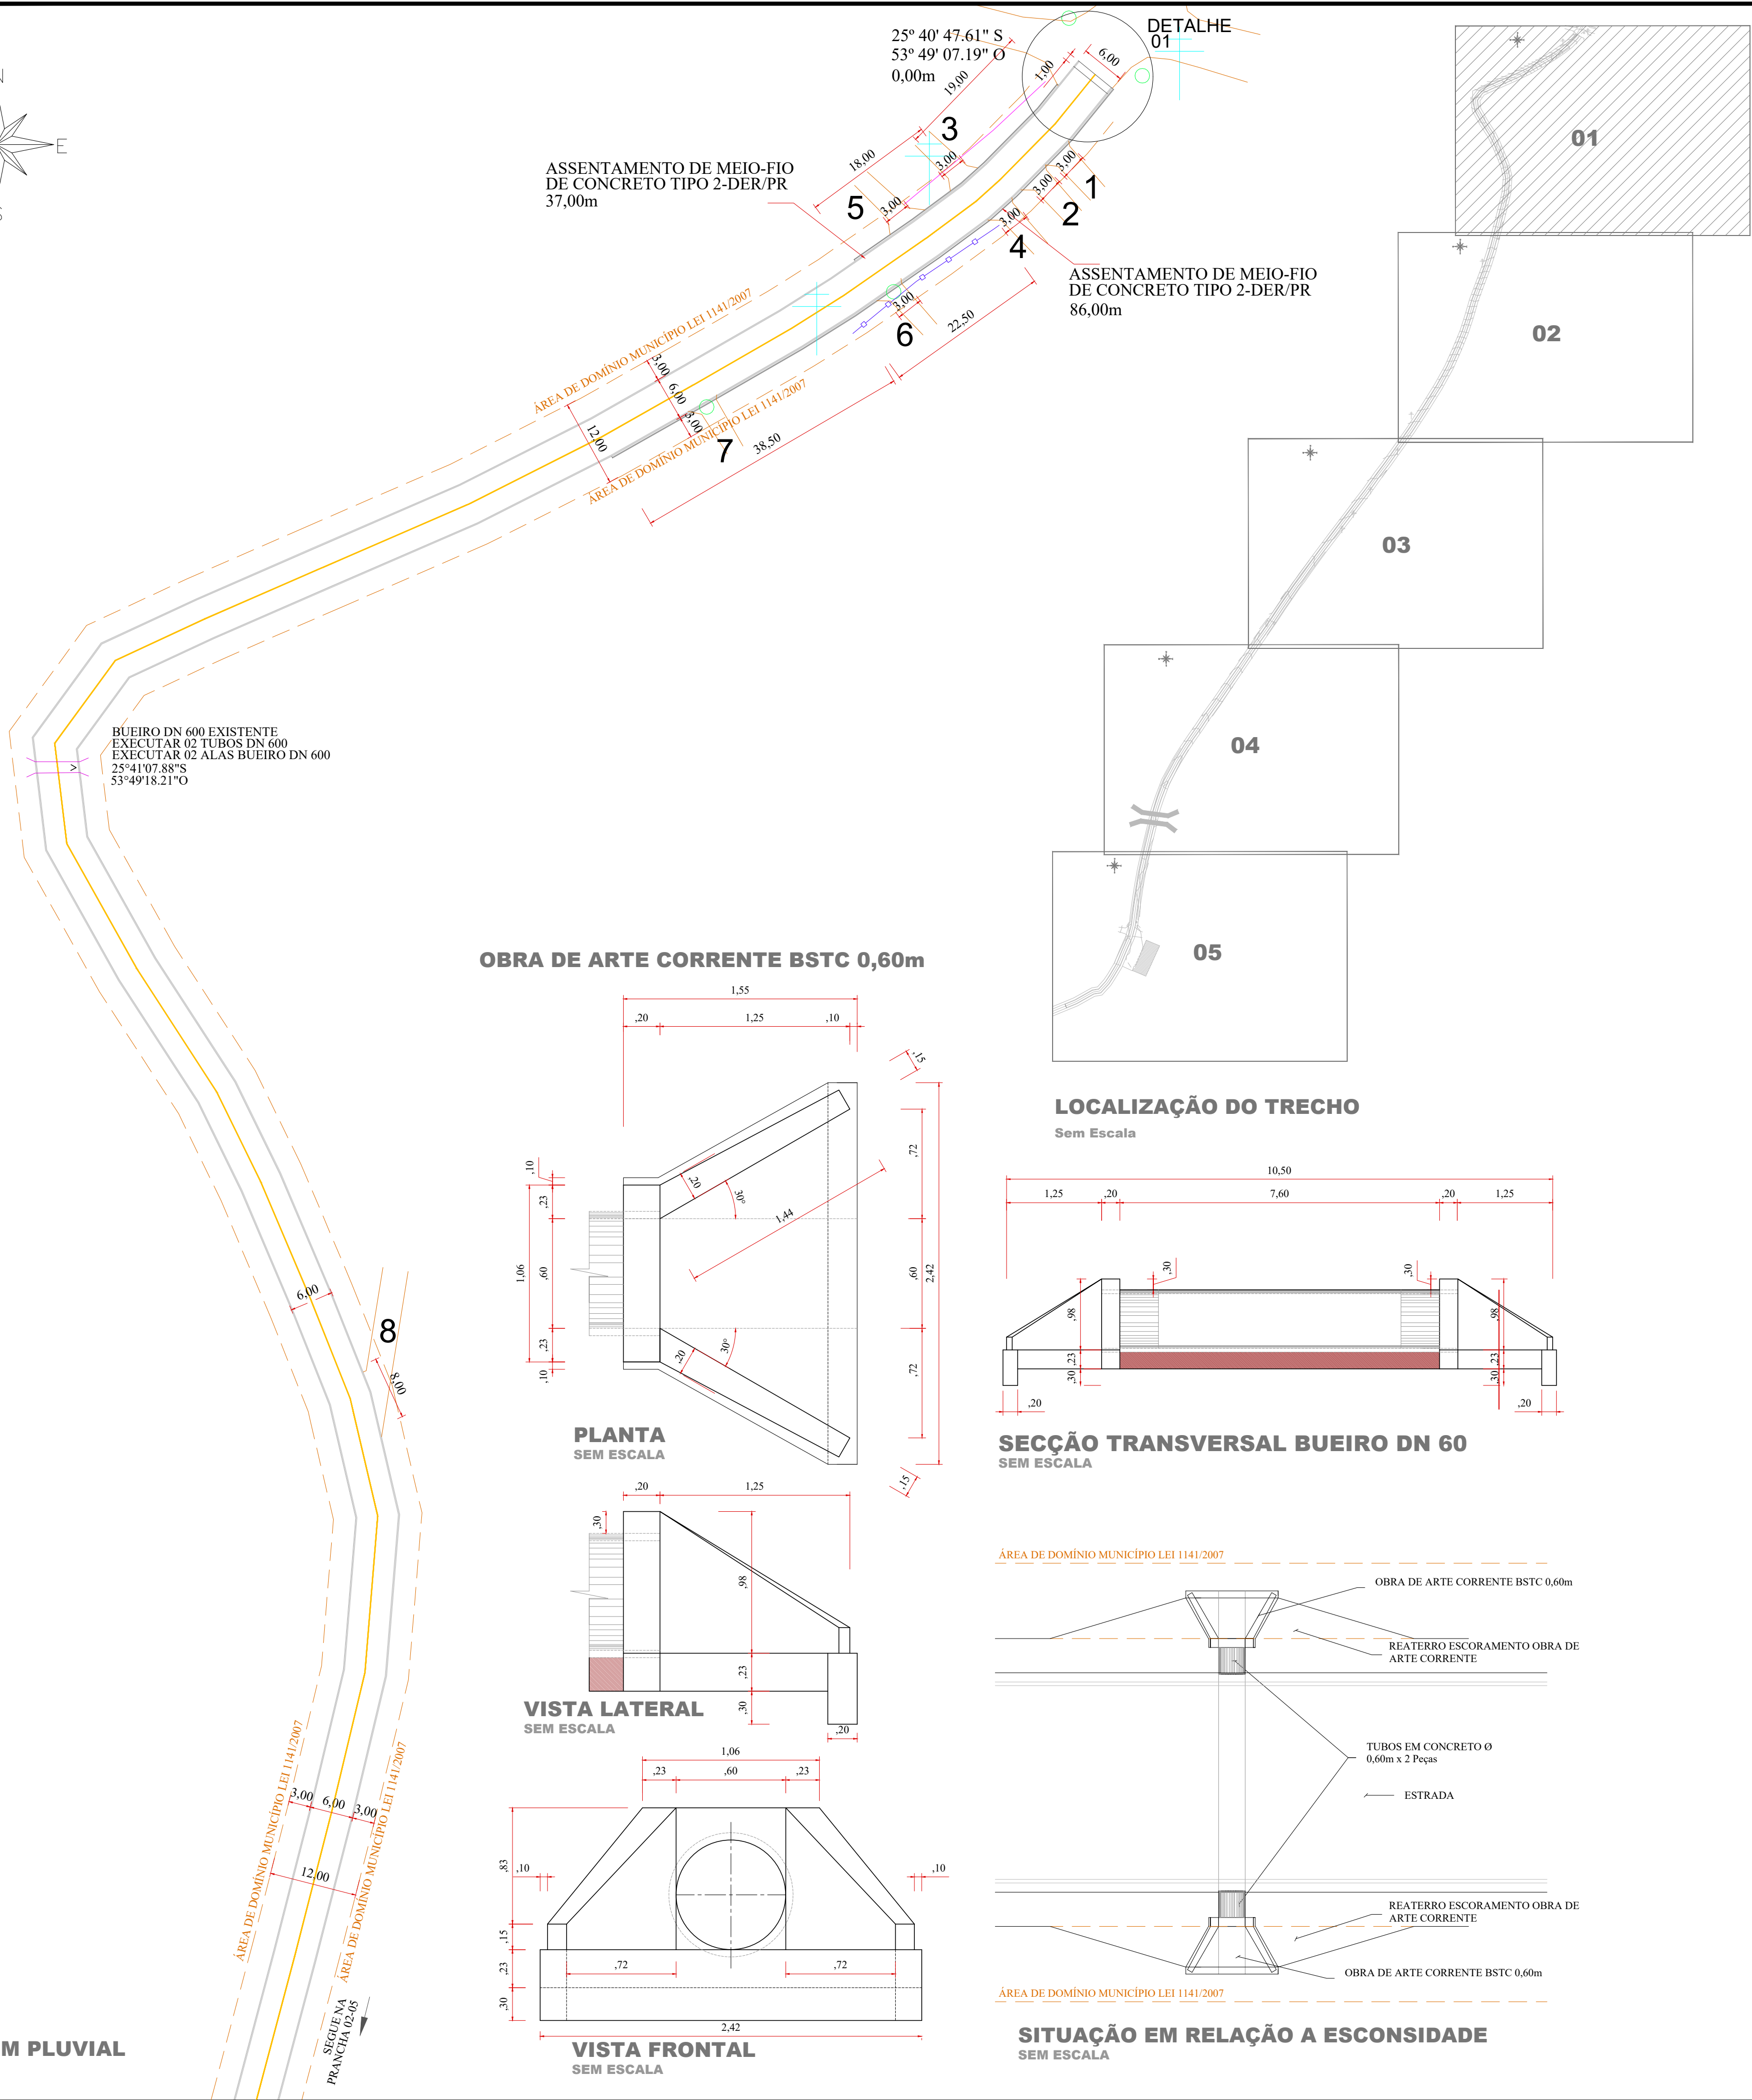 25º 40' 47.61" S
53º 49' 07.19" O
0,00m
DETALHE
01
6,00
1,00
19,00
3
18,00
3,00
ASSENTAMENTO DE MEIO-FIO
DE CONCRETO TIPO 2-DER/PR
37,00m
5
3,00
3,00
1
3,00
2
3,00
4
ASSENTAMENTO DE MEIO-FIO
DE CONCRETO TIPO 2-DER/PR
86,00m
3,00
6
22,50
ÁREA DE DOMÍNIO MUNICÍPIO LEI 1141/2007
3,00
6,00
3,00
12,00
7
38,50
ÁREA DE DOMÍNIO MUNICÍPIO LEI 1141/2007
E
BUEIRO DN 600 EXISTENTE
EXECUTAR 02 TUBOS DN 600
EXECUTAR 02 ALAS BUEIRO DN 600
25°41'07.88"S
53°49'18.21"O
6,00
8
8,00
ÁREA DE DOMÍNIO MUNICÍPIO LEI 1141/2007
ÁREA DE DOMÍNIO MUNICÍPIO LEI 1141/2007
3,00
6,00
3,00
12,00
SEGUE NA
PRANCHA 02-05
M PLUVIAL
01
02
03
04
05
LOCALIZAÇÃO DO TRECHO
Sem Escala
OBRA DE ARTE CORRENTE BSTC 0,60m
1,55
,20
1,25
,10
,15
,72
,10
,23
,20
30°
1,44
1,06
,60
,60
2,42
,23
,10
,20
30°
,72
,15
PLANTA
SEM ESCALA
,20
1,25
,30
,98
,23
,30
,20
VISTA LATERAL
SEM ESCALA
1,06
,23
,60
,23
,83
,10
,10
,15
,23
,30
,72
,72
2,42
VISTA FRONTAL
SEM ESCALA
10,50
1,25
,20
7,60
,20
1,25
,30
,30
,98
,98
,23
,23
,30
,30
,20
,20
SECÇÃO TRANSVERSAL BUEIRO DN 60
SEM ESCALA
ÁREA DE DOMÍNIO MUNICÍPIO LEI 1141/2007
OBRA DE ARTE CORRENTE BSTC 0,60m
REATERRO ESCORAMENTO OBRA DE
ARTE CORRENTE
TUBOS EM CONCRETO Ø
0,60m x 2 Peças
ESTRADA
REATERRO ESCORAMENTO OBRA DE
ARTE CORRENTE
OBRA DE ARTE CORRENTE BSTC 0,60m
ÁREA DE DOMÍNIO MUNICÍPIO LEI 1141/2007
SITUAÇÃO EM RELAÇÃO A ESCONSIDADE
SEM ESCALA